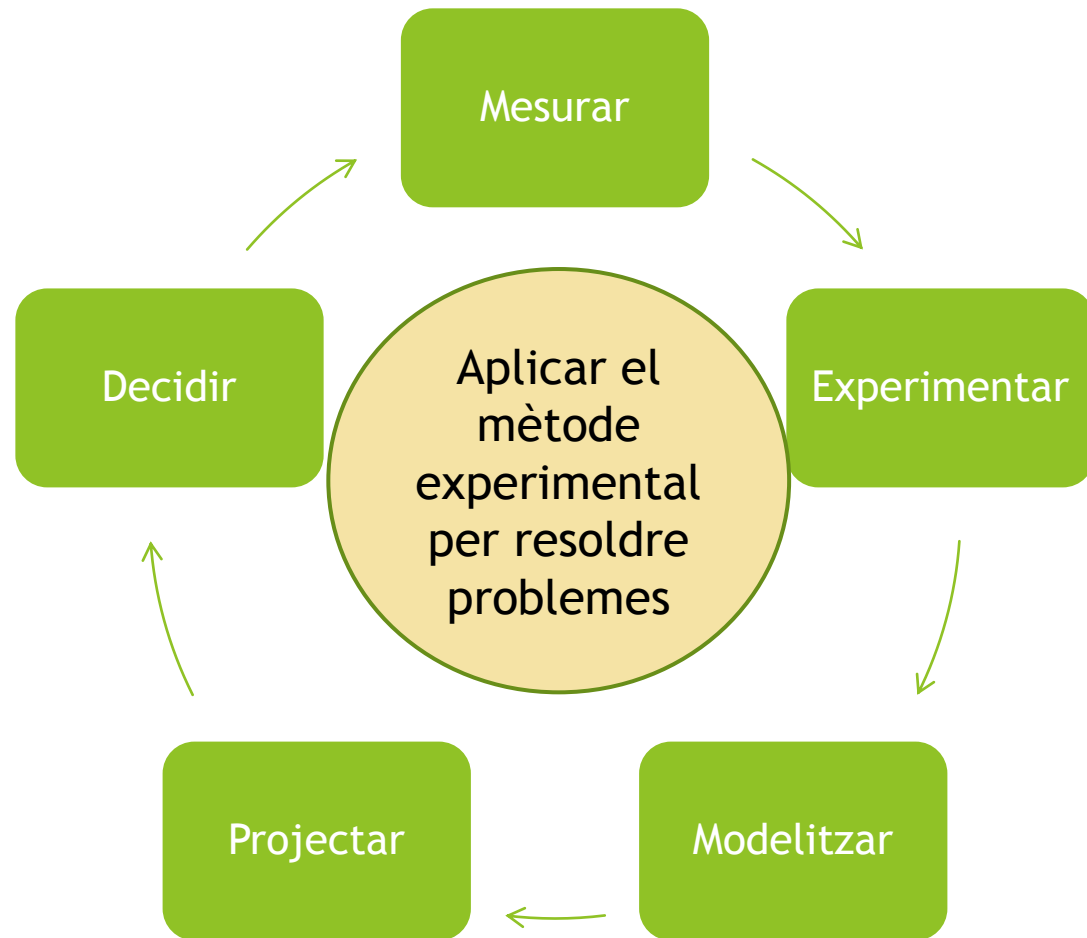 Mesurar
Experimentar
Modelitzar
Projectar
Decidir
Aplicar el
mètode
experimental
per resoldre
problemes